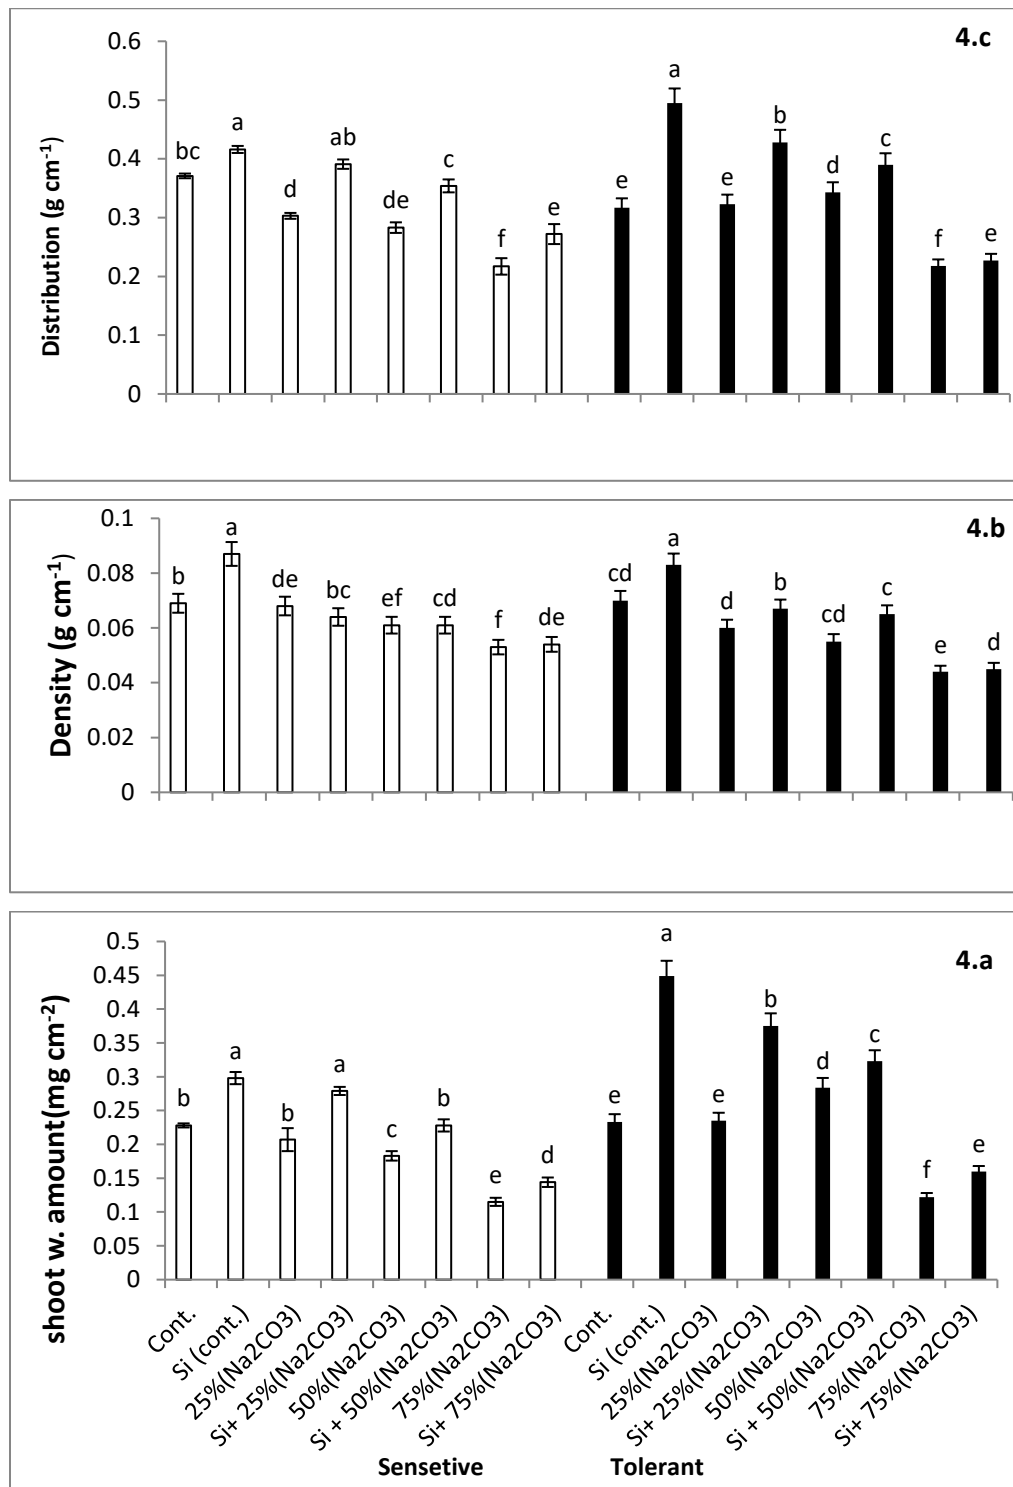 4.c
Distribution (g cm⁻¹)
0.6
0.5
0.4
0.3
0.2
0.1
0
bc a d ab de c f e e a e b d c f e
4.b
Density (g cm⁻¹)
0.1
0.08
0.06
0.04
0.02
0
b a de bc ef cd f de cd a d b cd c e d
4.a
shoot w. amount(mg cm⁻²)
0.5
0.45
0.4
0.35
0.3
0.25
0.2
0.15
0.1
0.05
0
b a b a c b e d e a e b d c f e
Cont.
Si (cont.)
25%(Na2CO3)
Si+ 25%(Na2CO3)
50%(Na2CO3)
Si + 50%(Na2CO3)
75%(Na2CO3)
Si+ 75%(Na2CO3)
Cont.
Si (cont.)
25%(Na2CO3)
Si+ 25%(Na2CO3)
50%(Na2CO3)
Si + 50%(Na2CO3)
75%(Na2CO3)
Si+ 75%(Na2CO3)
Sensetive Tolerant